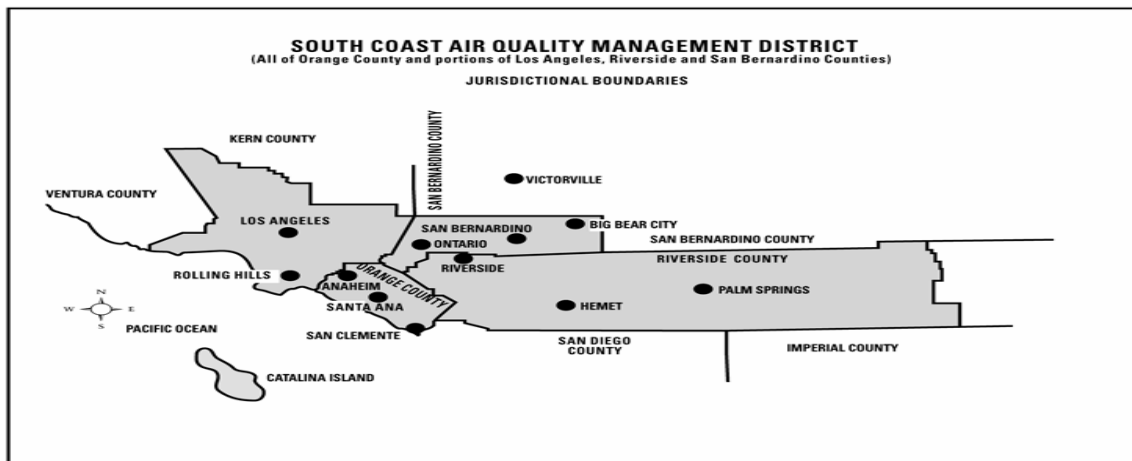 SOUTH COAST AIR QUALITY MANAGEMENT DISTRICT
(All of Orange County and portions of Los Angeles, Riverside and San Bernardino Counties)
JURISDICTIONAL BOUNDARIES
KERN COUNTY
SAN BERNARDINO COUNTY
VICTORVILLE
VENTURA COUNTY
LOS ANGELES
SAN BERNARDINO
BIG BEAR CITY
ONTARIO
SAN BERNARDINO COUNTY
RIVERSIDE COUNTY
RIVERSIDE
ROLLING HILLS
ORANGE COUNTY
ANAHEIM
PALM SPRINGS
SANTA ANA
HEMET
N
W
E
S
PACIFIC OCEAN
SAN CLEMENTE
SAN DIEGO
COUNTY
IMPERIAL COUNTY
CATALINA ISLAND